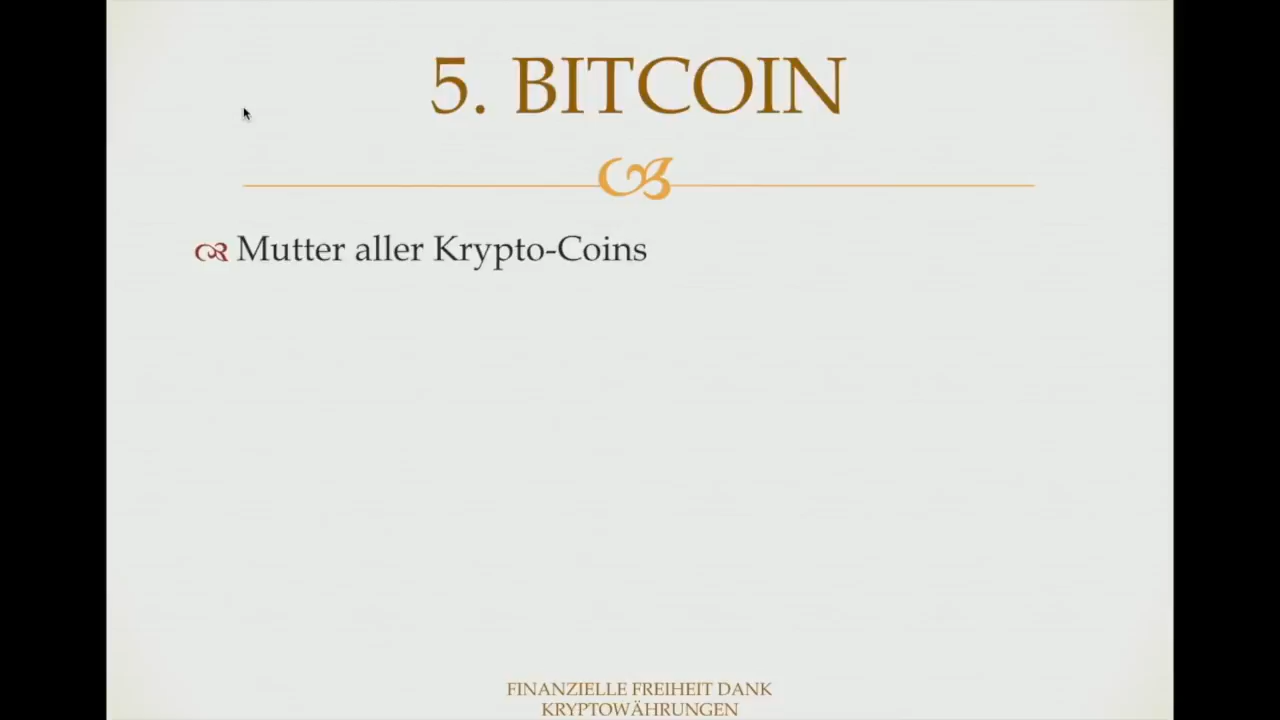 5. BITCOIN
Mutter aller Krypto-Coins
FINANZIELLE FREIHEIT DANK
KRYPTOWÄHRUNGEN